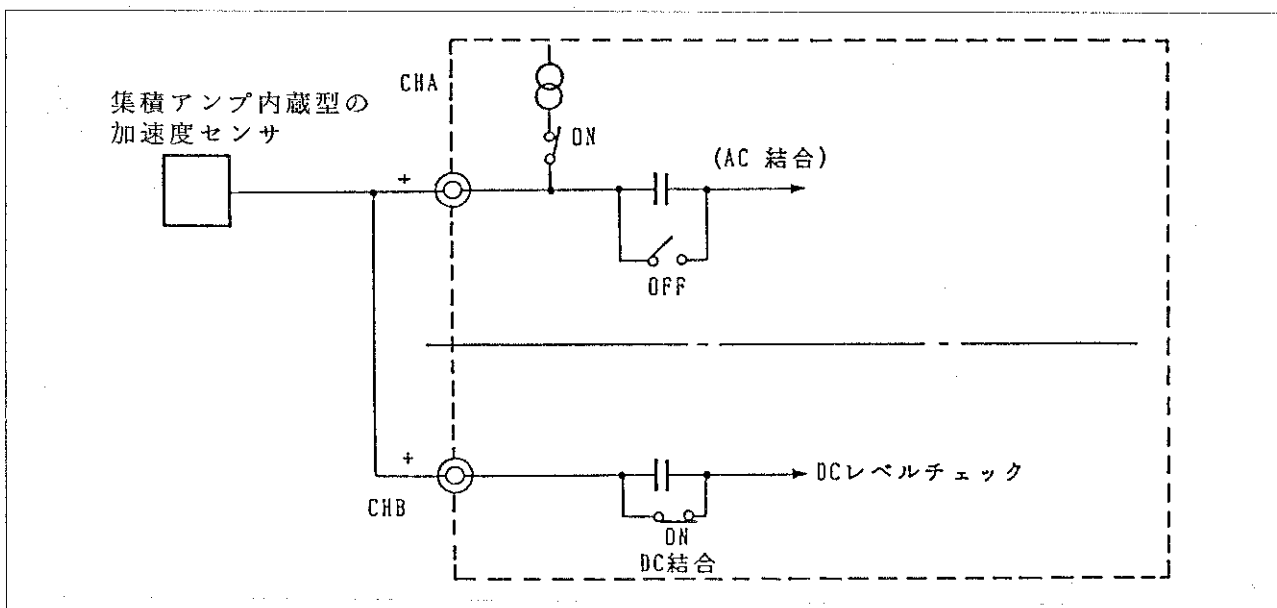 集積アンプ内蔵型の
加速度センサ
CHA
ON
(AC 結合)
+
OFF
+
CHB
DCレベルチェック
ON
DC結合